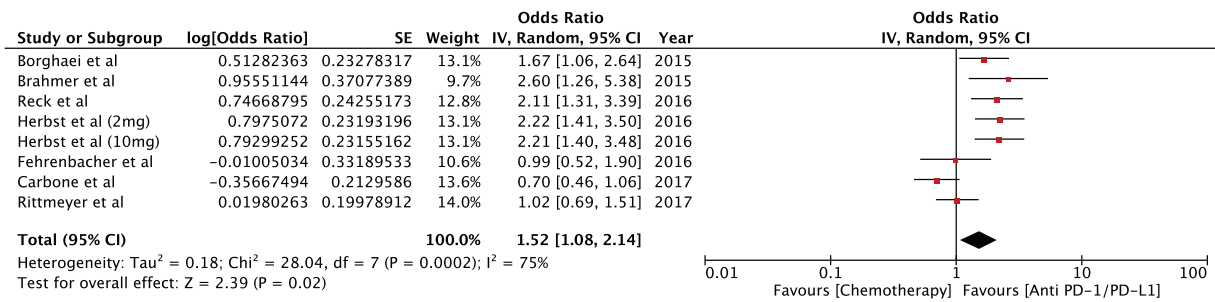 Odds Ratio Odds Ratio
Study or Subgroup log[Odds Ratio] SE Weight IV, Random, 95% CI Year IV, Random, 95% CI
Borghaei et al 0.51282363 0.23278317 13.1% 1.67 [1.06, 2.64] 2015
Brahmer et al 0.95551144 0.37077389 9.7% 2.60 [1.26, 5.38] 2015
Reck et al 0.74668795 0.24255173 12.8% 2.11 [1.31, 3.39] 2016
Herbst et al (2mg) 0.7975072 0.23193196 13.1% 2.22 [1.41, 3.50] 2016
Herbst et al (10mg) 0.79299252 0.23155162 13.1% 2.21 [1.40, 3.48] 2016
Fehrenbacher et al −0.01005034 0.33189533 10.6% 0.99 [0.52, 1.90] 2016
Carbone et al −0.35667494 0.2129586 13.6% 0.70 [0.46, 1.06] 2017
Rittmeyer et al 0.01980263 0.19978912 14.0% 1.02 [0.69, 1.51] 2017
Total (95% CI) 100.0% 1.52 [1.08, 2.14]
Heterogeneity: Tau² = 0.18; Chi² = 28.04, df = 7 (P = 0.0002); I² = 75%
Test for overall effect: Z = 2.39 (P = 0.02)
0.01 0.1 1 10 100
Favours [Chemotherapy] Favours [Anti PD-1/PD-L1]